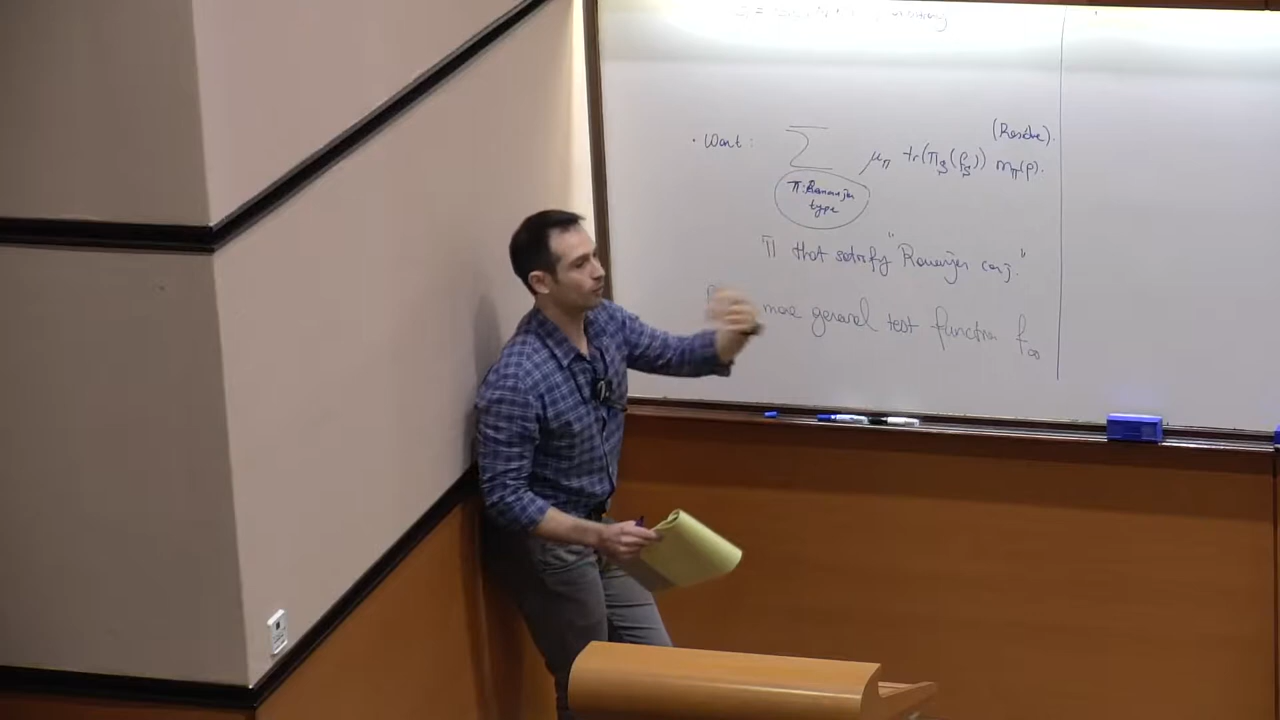 (Residue).
· Want : ∑ μ_Π tr(Π_S(f_S)) m_Π(ρ).
Π: Ramanujan
type
Π that satisfy "Ramanujan conj."
more general test function f_∞